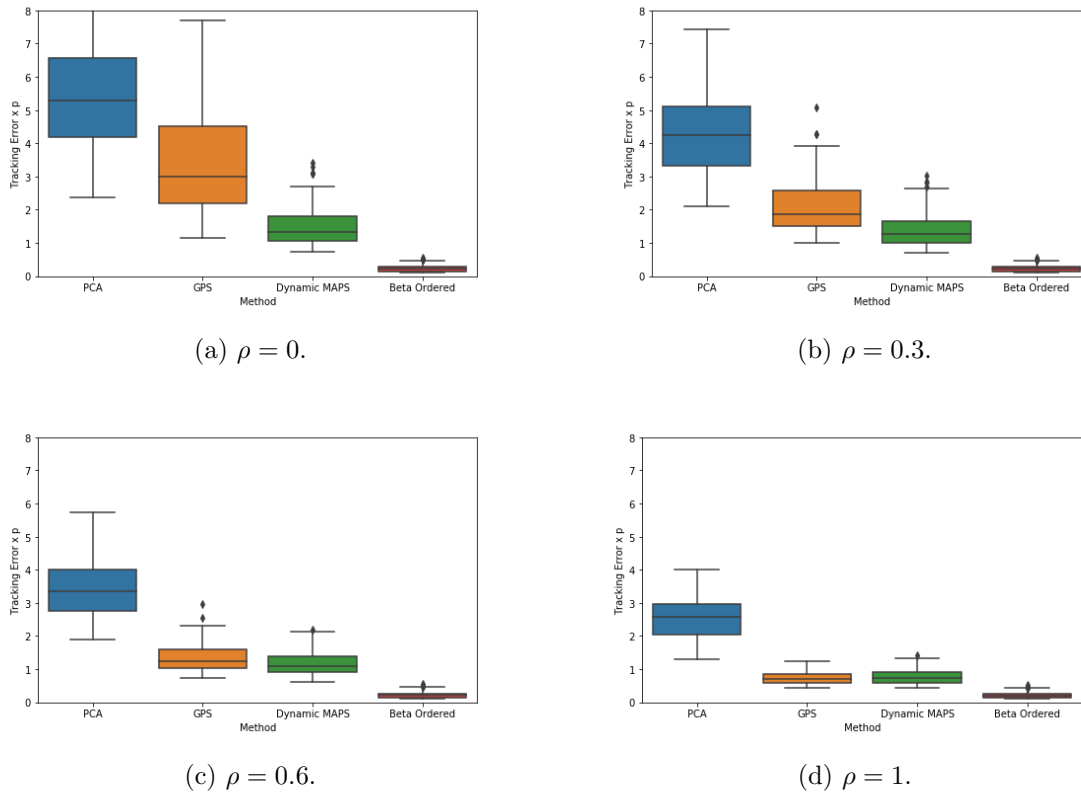 8
7
6
5
4
3
2
1
0
Tracking Error x p
PCA GPS Dynamic MAPS Beta Ordered
Method
(a) ρ = 0.
8
7
6
5
4
3
2
1
0
Tracking Error x p
PCA GPS Dynamic MAPS Beta Ordered
Method
(b) ρ = 0.3.
8
7
6
5
4
3
2
1
0
Tracking Error x p
PCA GPS Dynamic MAPS Beta Ordered
Method
(c) ρ = 0.6.
8
7
6
5
4
3
2
1
0
Tracking Error x p
PCA GPS Dynamic MAPS Beta Ordered
Method
(d) ρ = 1.